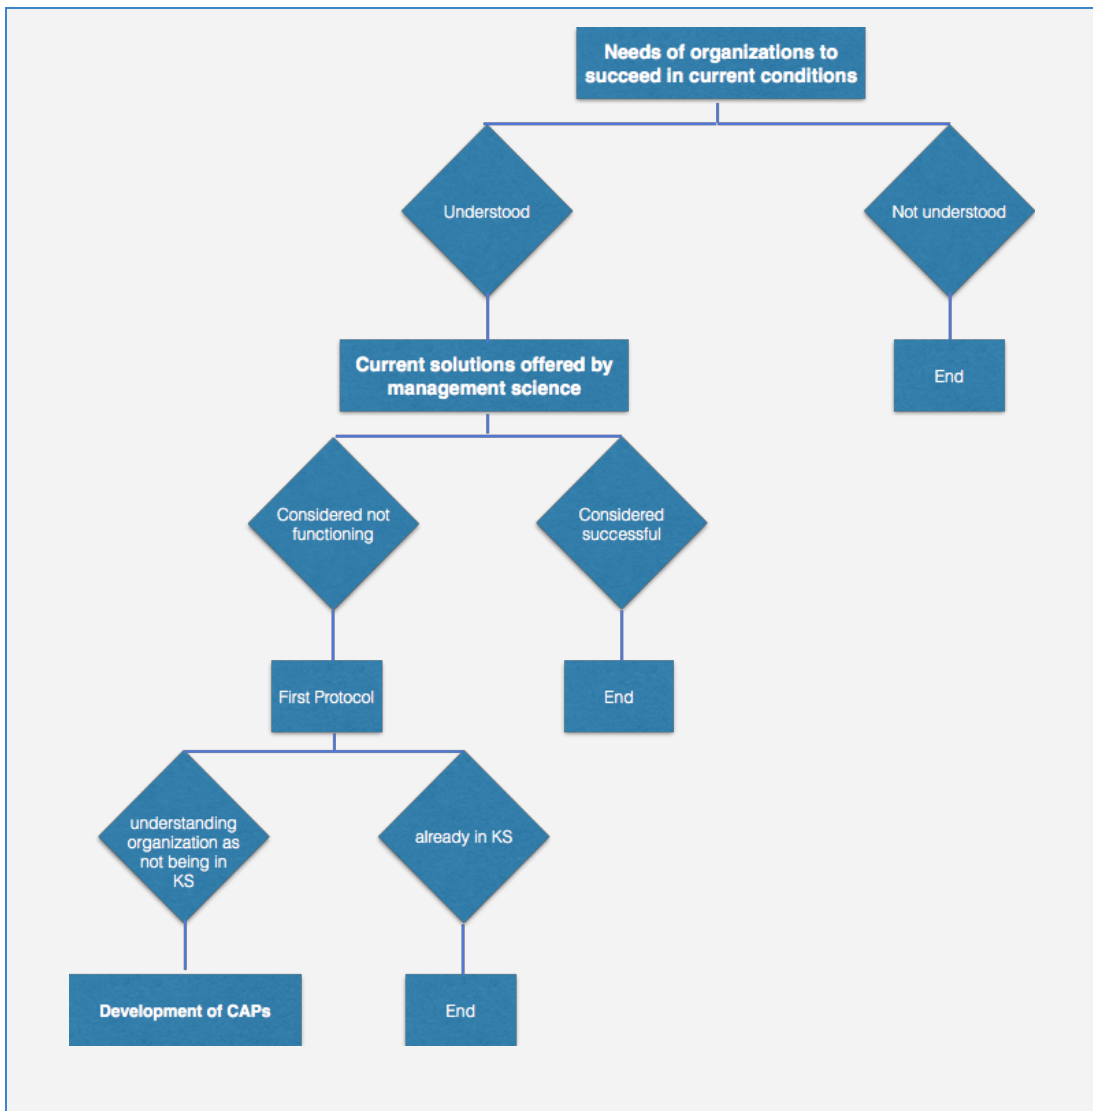 Needs of organizations to
succeed in current conditions
Understood
Not understood
Current solutions offered by
management science
End
Considered not
functioning
Considered
successful
First Protocol
End
understanding
organization as
not being in
KS
already in KS
Development of CAPs
End